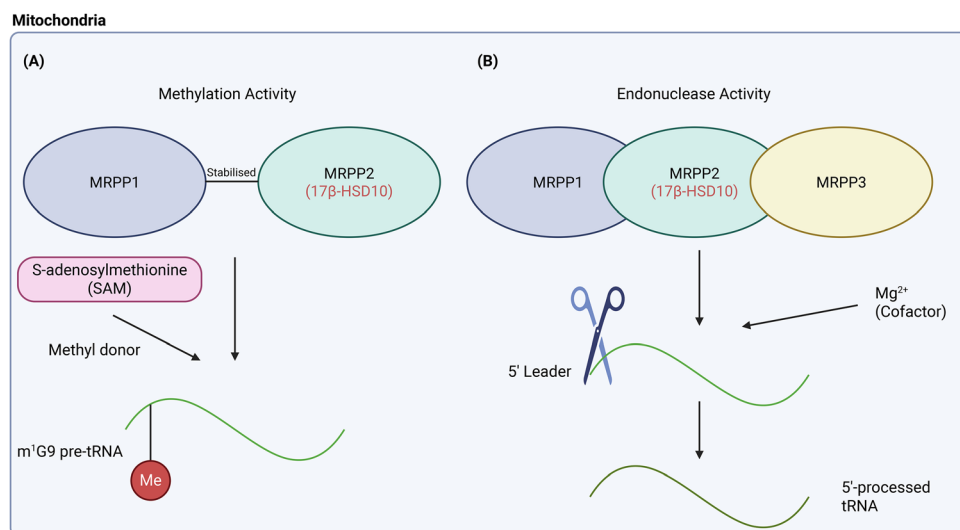 Mitochondria
(A)
Methylation Activity
MRPP1
Stabilised
MRPP2
(17β-HSD10)
S-adenosylmethionine
(SAM)
Methyl donor
m¹G9 pre-tRNA
Me
(B)
Endonuclease Activity
MRPP1
MRPP2
(17β-HSD10)
MRPP3
Mg²⁺
(Cofactor)
5' Leader
5'-processed
tRNA